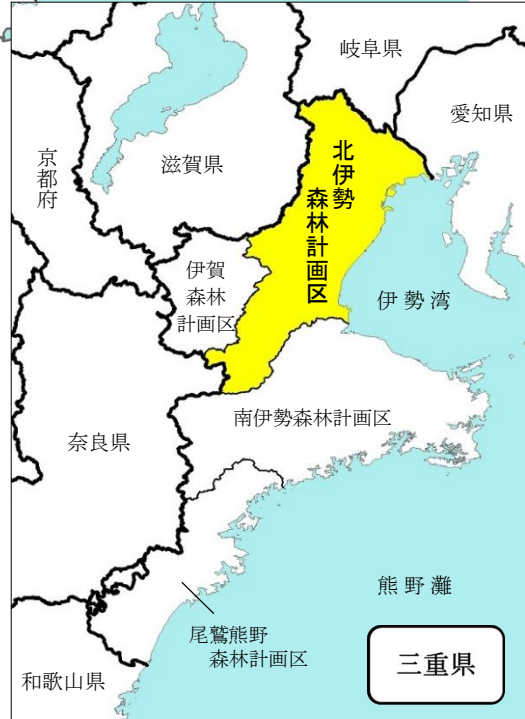 岐阜県
愛知県
京都府
滋賀県
北伊勢
森林計画区
伊賀
森林
計画区
伊勢湾
南伊勢森林計画区
奈良県
熊野灘
尾鷲熊野
森林計画区
三重県
和歌山県